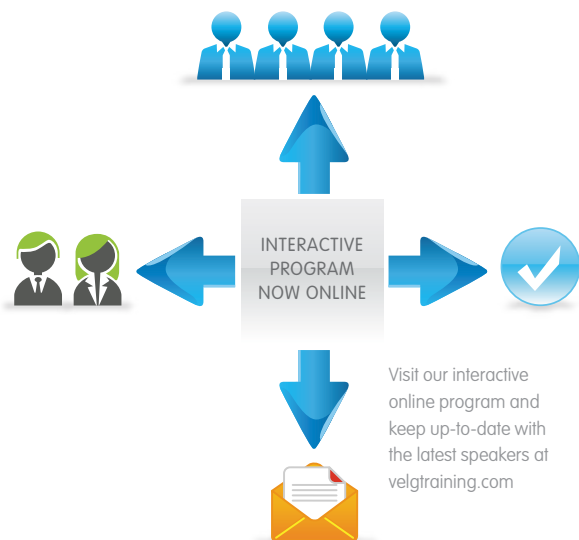 INTERACTIVE
PROGRAM
NOW ONLINE
Visit our interactive
online program and
keep up-to-date with
the latest speakers at
velgtraining.com